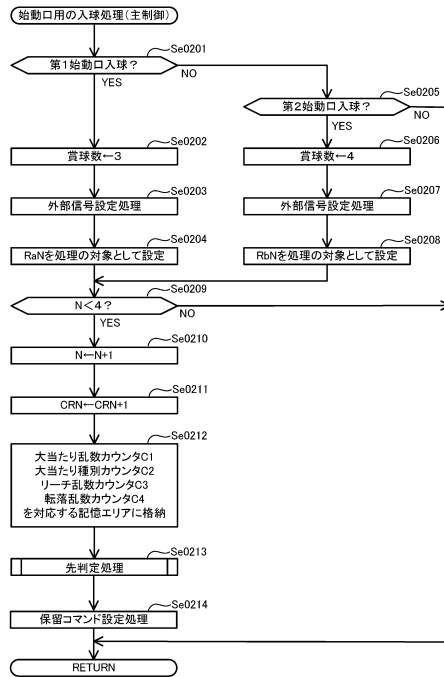 始動口用の入球処理(主制御)
Se0201
第1始動口入球？
NO
YES
Se0205
第2始動口入球？
NO
YES
Se0202
賞球数←3
Se0206
賞球数←4
Se0203
外部信号設定処理
Se0207
外部信号設定処理
Se0204
RaNを処理の対象として設定
Se0208
RbNを処理の対象として設定
Se0209
N＜4？
NO
YES
Se0210
N←N+1
Se0211
CRN←CRN+1
Se0212
大当たり乱数カウンタC1
大当たり種別カウンタC2
リーチ乱数カウンタC3
転落乱数カウンタC4
を対応する記憶エリアに格納
Se0213
先判定処理
Se0214
保留コマンド設定処理
RETURN